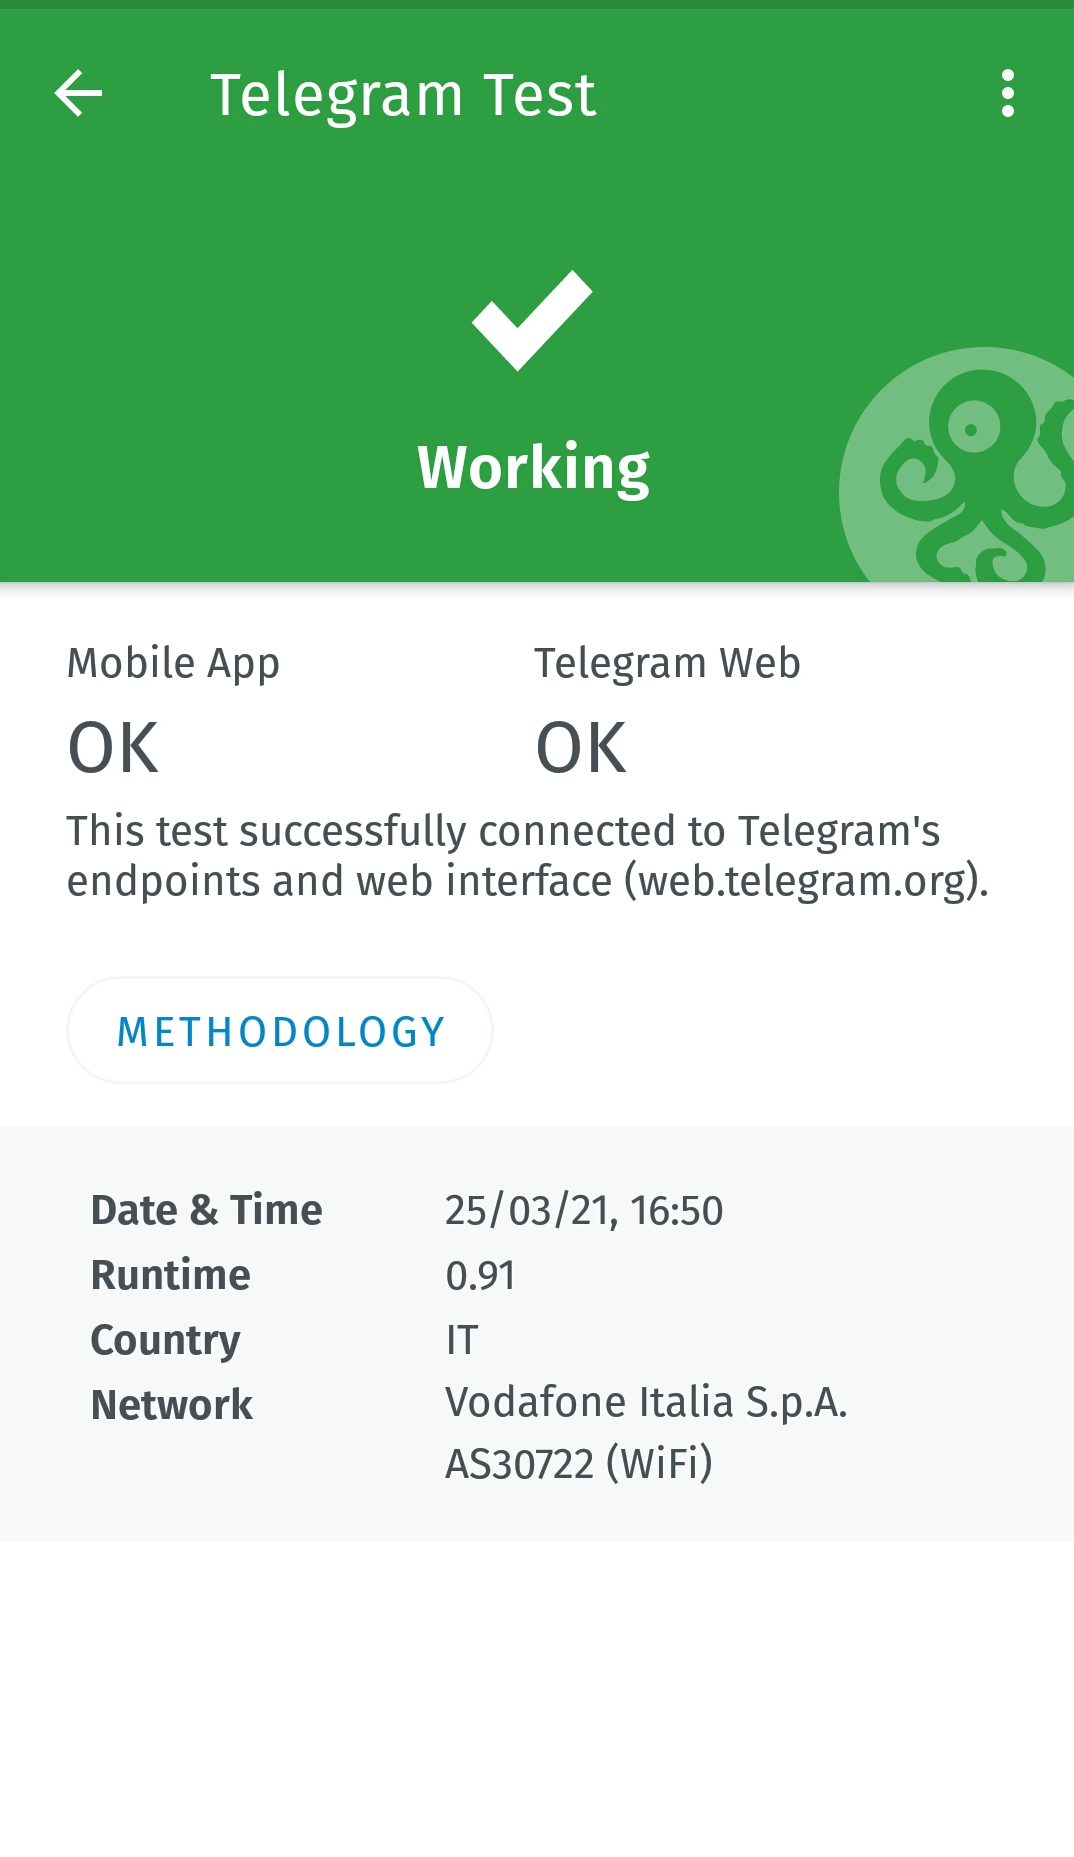 Telegram Test
Working
Mobile App
OK
Telegram Web
OK
This test successfully connected to Telegram's
endpoints and web interface (web.telegram.org).
METHODOLOGY
Date & Time 25/03/21, 16:50
Runtime 0.91
Country IT
Network Vodafone Italia S.p.A.
AS30722 (WiFi)